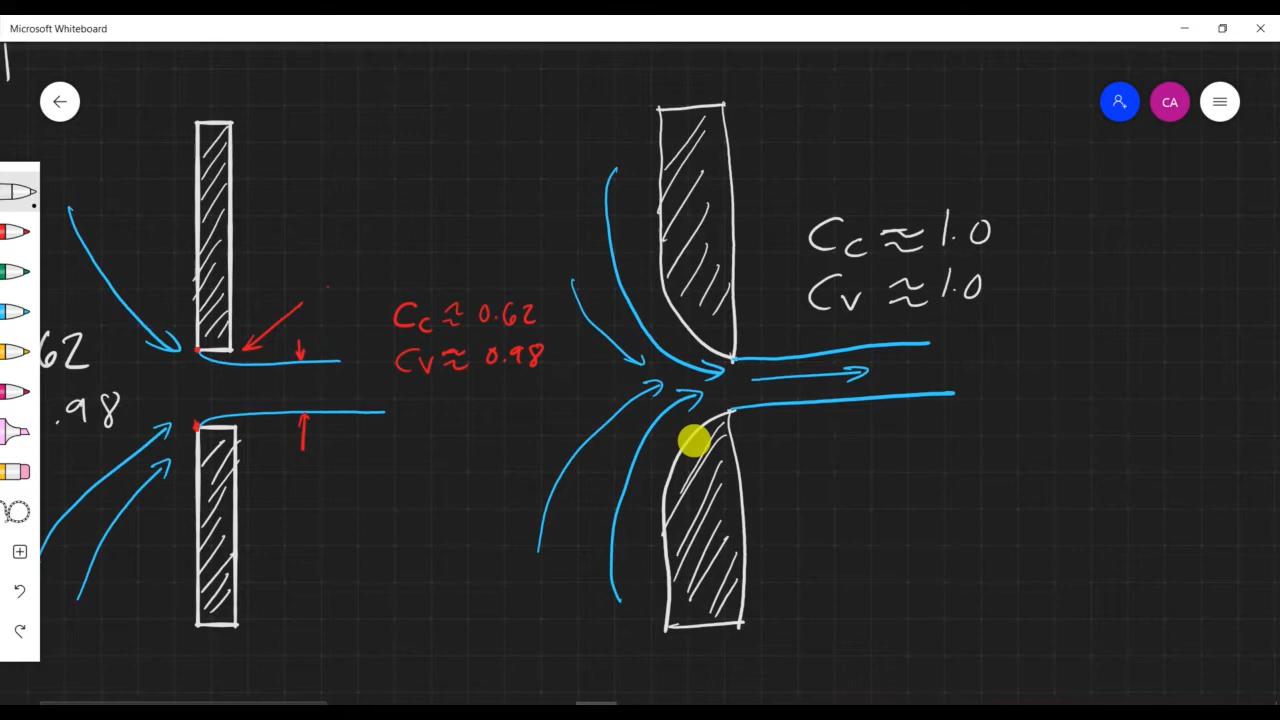 Microsoft Whiteboard
CA
Cc ≈ 1.0
Cv ≈ 1.0
Cc ≈ 0.62
Cv ≈ 0.98
62
.98